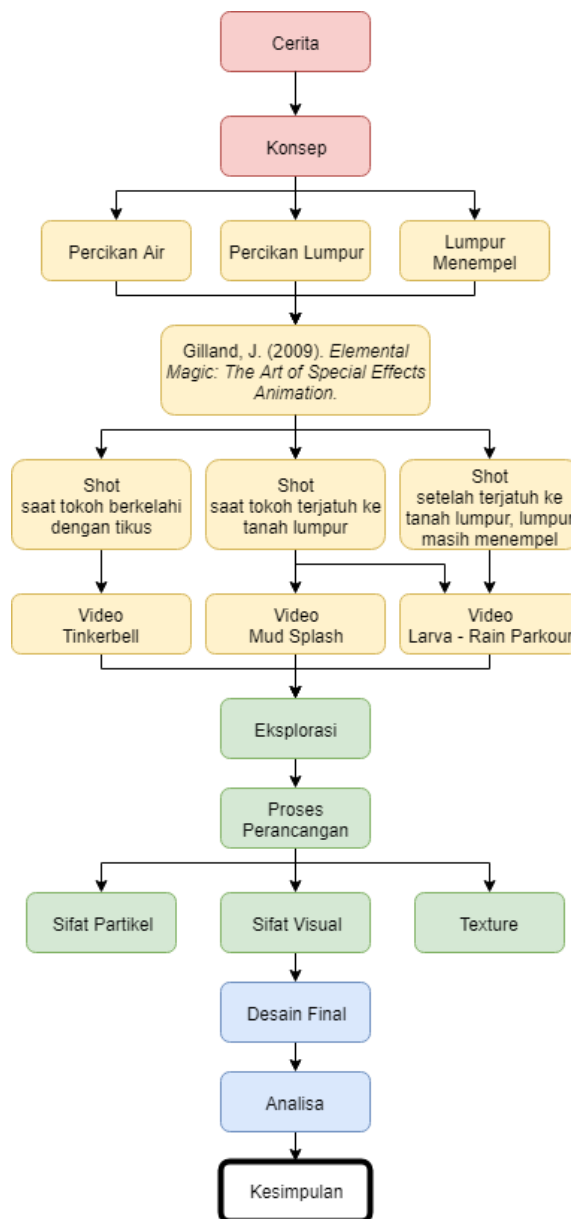 Cerita
Konsep
Percikan Air
Percikan Lumpur
Lumpur
Menempel
Gilland, J. (2009). Elemental
Magic: The Art of Special Effects
Animation.
Shot
saat tokoh berkelahi
dengan tikus
Shot
saat tokoh terjatuh ke
tanah lumpur
Shot
setelah terjatuh ke
tanah lumpur, lumpur
masih menempel
Video
Tinkerbell
Video
Mud Splash
Video
Larva - Rain Parkour
Eksplorasi
Proses
Perancangan
Sifat Partikel
Sifat Visual
Texture
Desain Final
Analisa
Kesimpulan